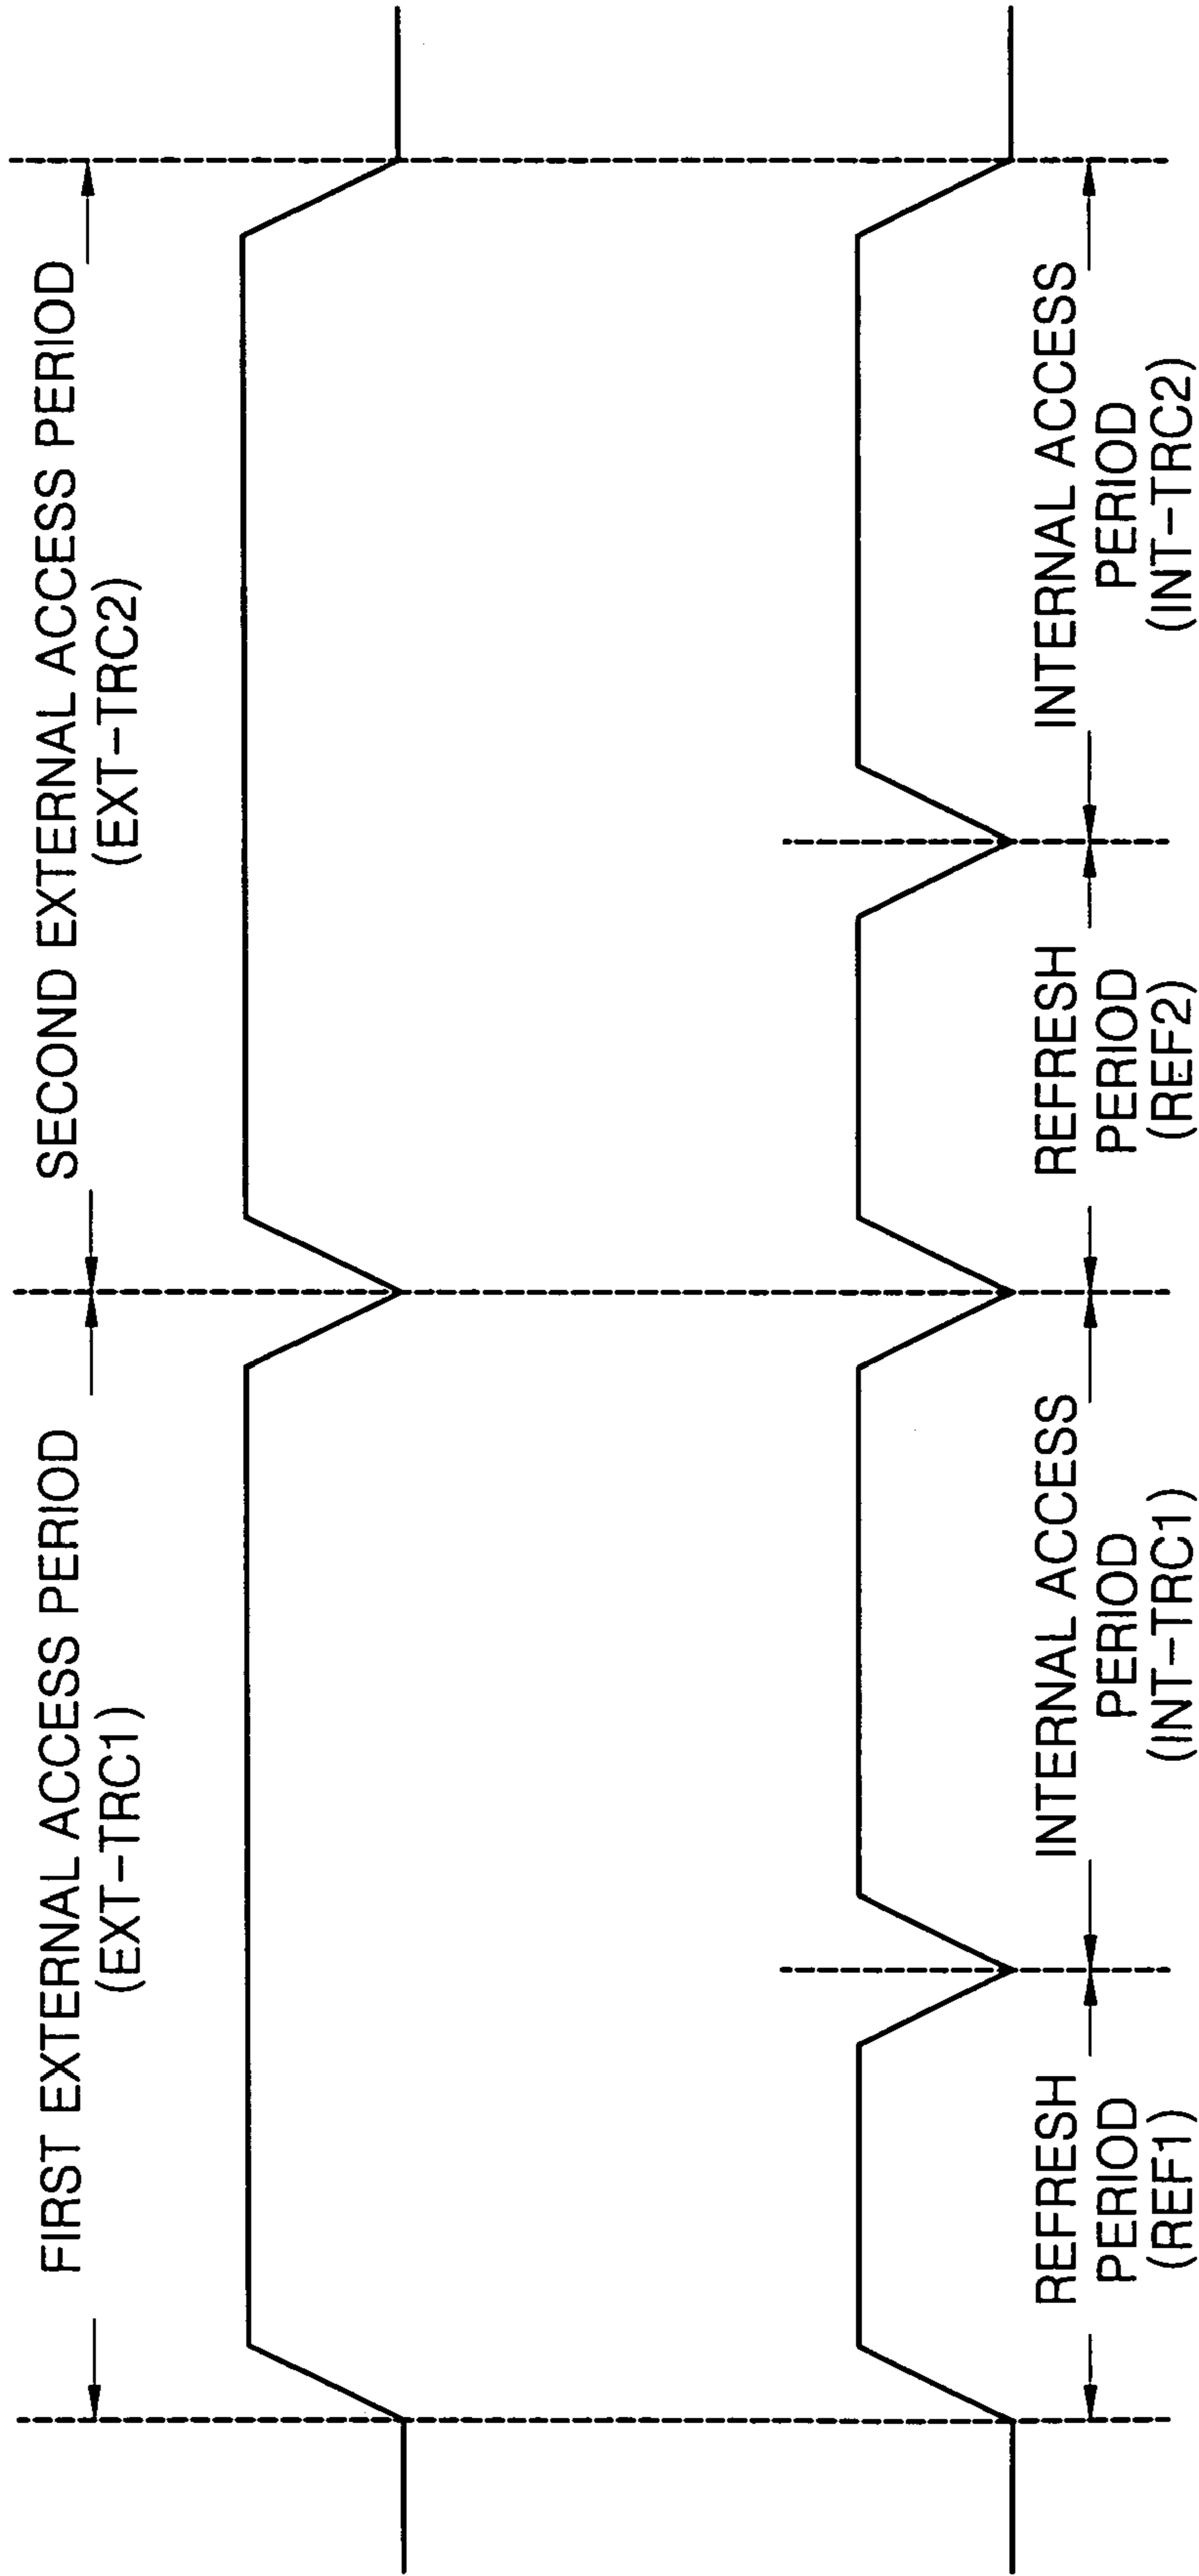 FIRST EXTERNAL ACCESS PERIOD
(EXT-TRC1)
SECOND EXTERNAL ACCESS PERIOD
(EXT-TRC2)
REFRESH
PERIOD
(REF1)
INTERNAL ACCESS
PERIOD
(INT-TRC1)
REFRESH
PERIOD
(REF2)
INTERNAL ACCESS
PERIOD
(INT-TRC2)